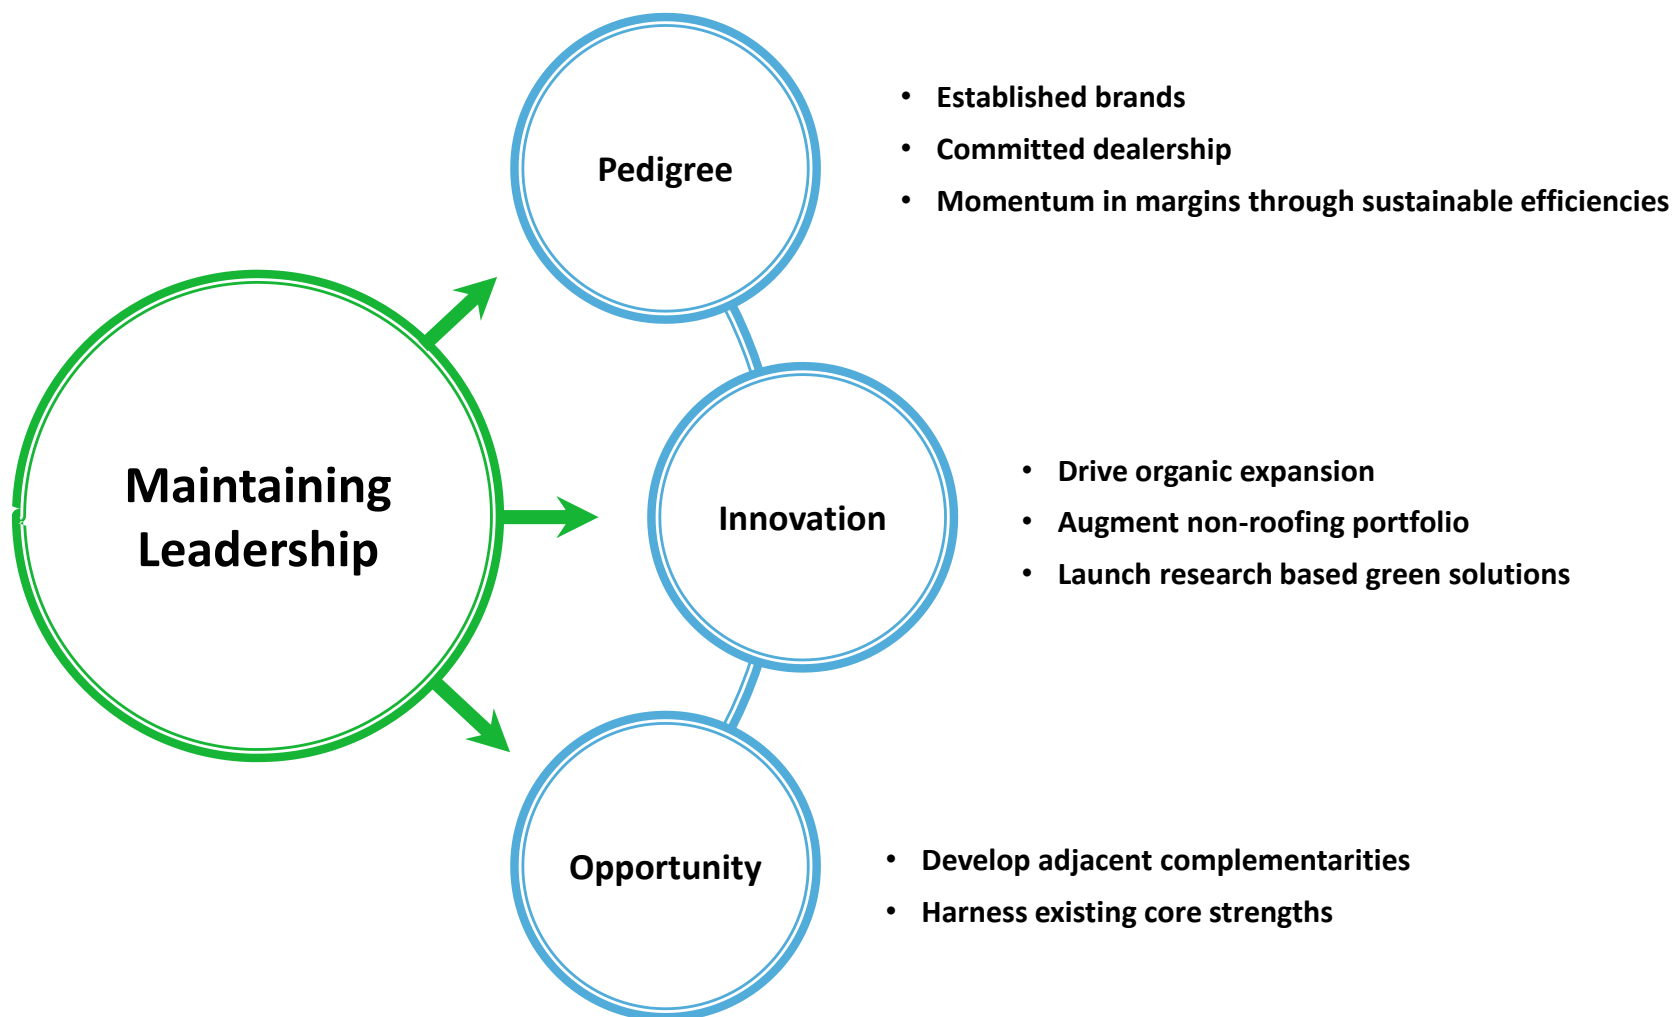 Pedigree
• Established brands
• Committed dealership
• Momentum in margins through sustainable efficiencies
Maintaining
Leadership
Innovation
• Drive organic expansion
• Augment non-roofing portfolio
• Launch research based green solutions
Opportunity
• Develop adjacent complementarities
• Harness existing core strengths